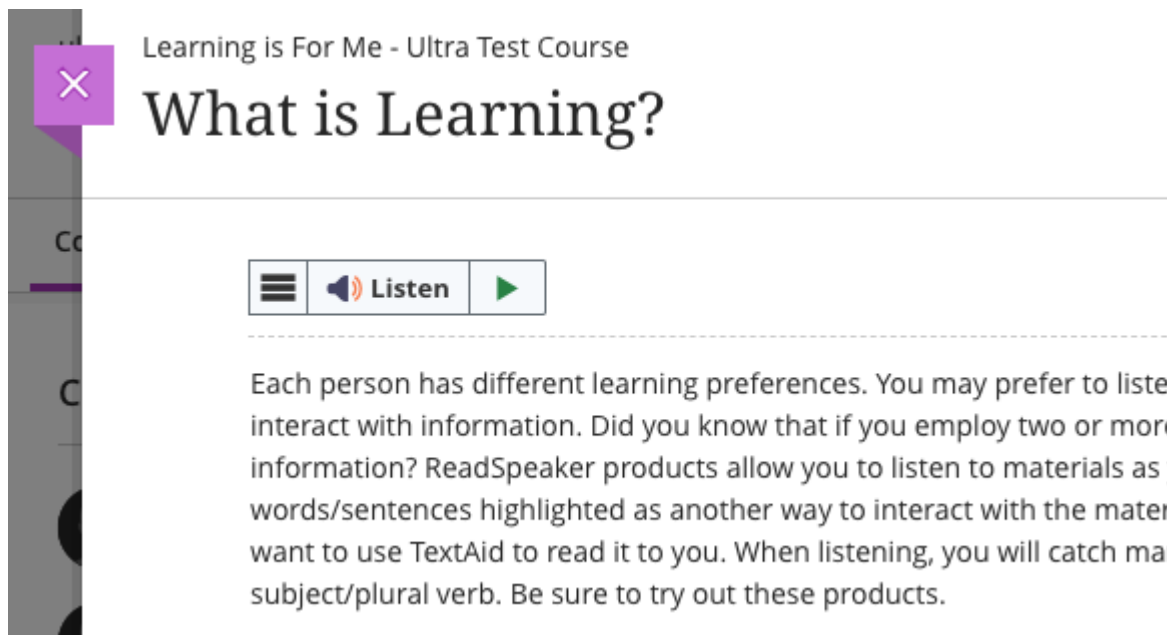 Learning is For Me - Ultra Test Course
What is Learning?
Listen
Each person has different learning preferences. You may prefer to liste
interact with information. Did you know that if you employ two or more
information? ReadSpeaker products allow you to listen to materials as
words/sentences highlighted as another way to interact with the mater
want to use TextAid to read it to you. When listening, you will catch ma
subject/plural verb. Be sure to try out these products.